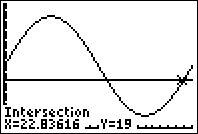 Intersection
X=22.83616 Y=19